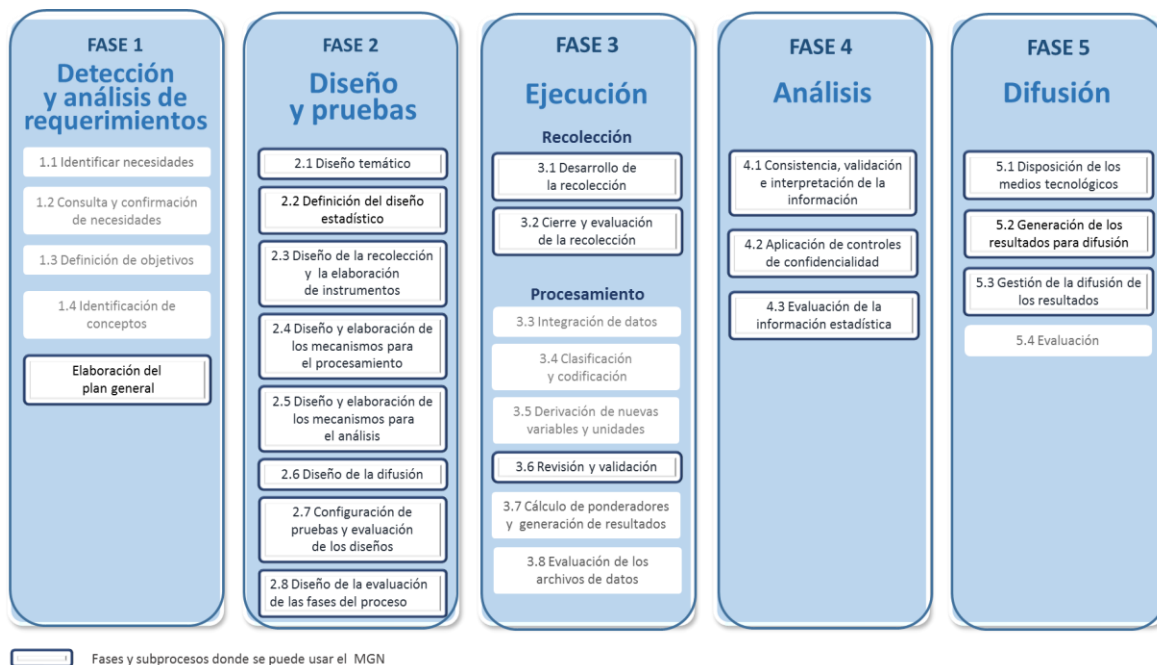 FASE 1
Detección
y análisis de
requerimientos
1.1 Identificar necesidades
1.2 Consulta y confirmación
de necesidades
1.3 Definición de objetivos
1.4 Identificación de
conceptos
Elaboración del
plan general
FASE 2
Diseño
y pruebas
2.1 Diseño temático
2.2 Definición del diseño
estadístico
2.3 Diseño de la recolección
y la elaboración
de instrumentos
2.4 Diseño y elaboración de
los mecanismos para
el procesamiento
2.5 Diseño y elaboración de
los mecanismos para
el análisis
2.6 Diseño de la difusión
2.7 Configuración de
pruebas y evaluación
de los diseños
2.8 Diseño de la evaluación
de las fases del proceso
FASE 3
Ejecución
Recolección
3.1 Desarrollo de
la recolección
3.2 Cierre y evaluación
de la recolección
Procesamiento
3.3 Integración de datos
3.4 Clasificación
y codificación
3.5 Derivación de nuevas
variables y unidades
3.6 Revisión y validación
3.7 Cálculo de ponderadores
y generación de resultados
3.8 Evaluación de los
archivos de datos
FASE 4
Análisis
4.1 Consistencia, validación
e interpretación de la
información
4.2 Aplicación de controles
de confidencialidad
4.3 Evaluación de la
información estadística
FASE 5
Difusión
5.1 Disposición de los
medios tecnológicos
5.2 Generación de los
resultados para difusión
5.3 Gestión de la difusión de
los resultados
5.4 Evaluación
Fases y subprocesos donde se puede usar el MGN